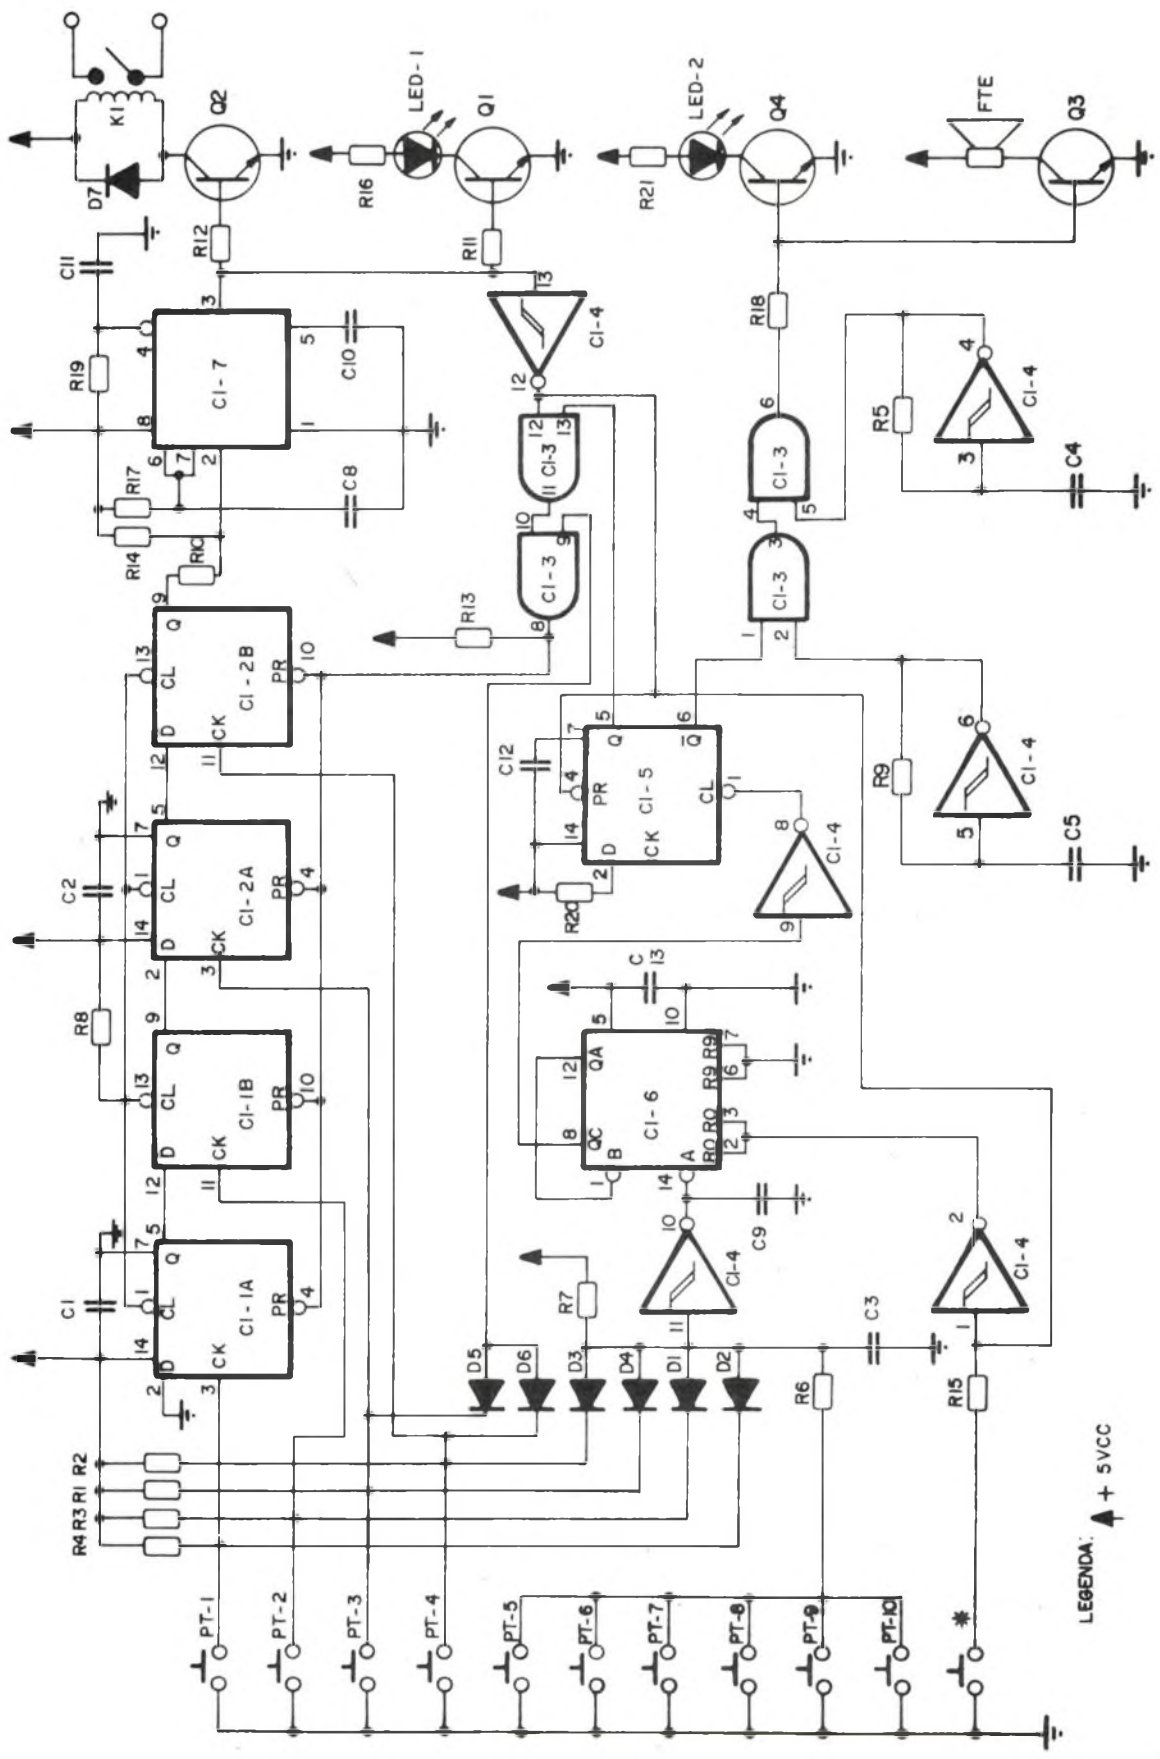 K1
D7
Q2
LED-1
R16
Q1
LED-2
R21
Q4
FTE
Q3
C11
R12
R11
R19
4
3
8
CI-7
5
C10
1
6
7
2
R17
C8
R14
R10
13
CI-4
12
12
13
CI-3
11
10
9
CI-3
8
R13
R18
6
CI-3
4
5
3
CI-3
1
2
R5
4
CI-4
3
C4
9
Q
13
CL
CI-2B
PR
10
D
CK
12
11
5
7
Q
C2
1
CL
CI-2A
PR
4
14
D
CK
2
3
R8
9
Q
13
CL
CI-1B
PR
10
D
CK
12
11
5
7
Q
C1
1
CL
CI-1A
PR
4
14
D
CK
2
3
C12
7
5
Q
6
Q
4
PR
CI-5
CL
1
14
D
CK
2
R20
8
CI-4
9
R9
6
CI-4
5
C5
C
13
5
10
12
QA
R9
R9
7
6
8
QC
CI-6
RO
RO
3
2
1
B
14
A
10
C9
CI-4
11
2
CI-4
1
R7
D5
D6
D3
D4
D1
D2
C3
R6
R15
R2
R1
R3
R4
PT-1
PT-2
PT-3
PT-4
PT-5
PT-6
PT-7
PT-8
PT-9
PT-10
*
LEGENDA:
+ 5VCC